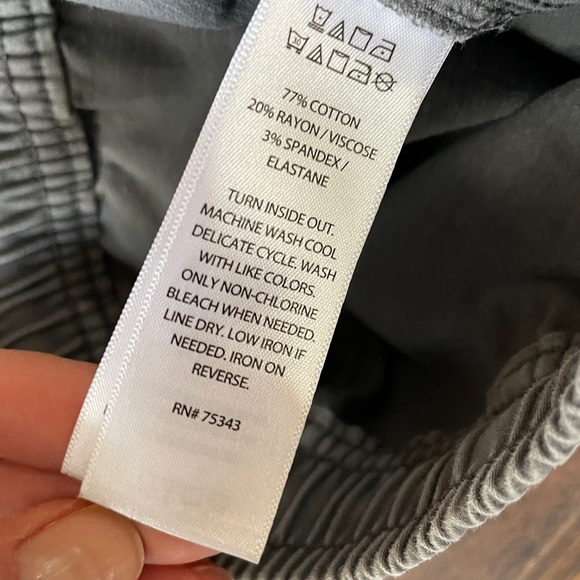 77% COTTON
20% RAYON / VISCOSE
3% SPANDEX /
ELASTANE
TURN INSIDE OUT.
MACHINE WASH COOL
DELICATE CYCLE. WASH
WITH LIKE COLORS.
ONLY NON-CHLORINE
BLEACH WHEN NEEDED.
LINE DRY. LOW IRON IF
NEEDED. IRON ON
REVERSE.
RN# 75343